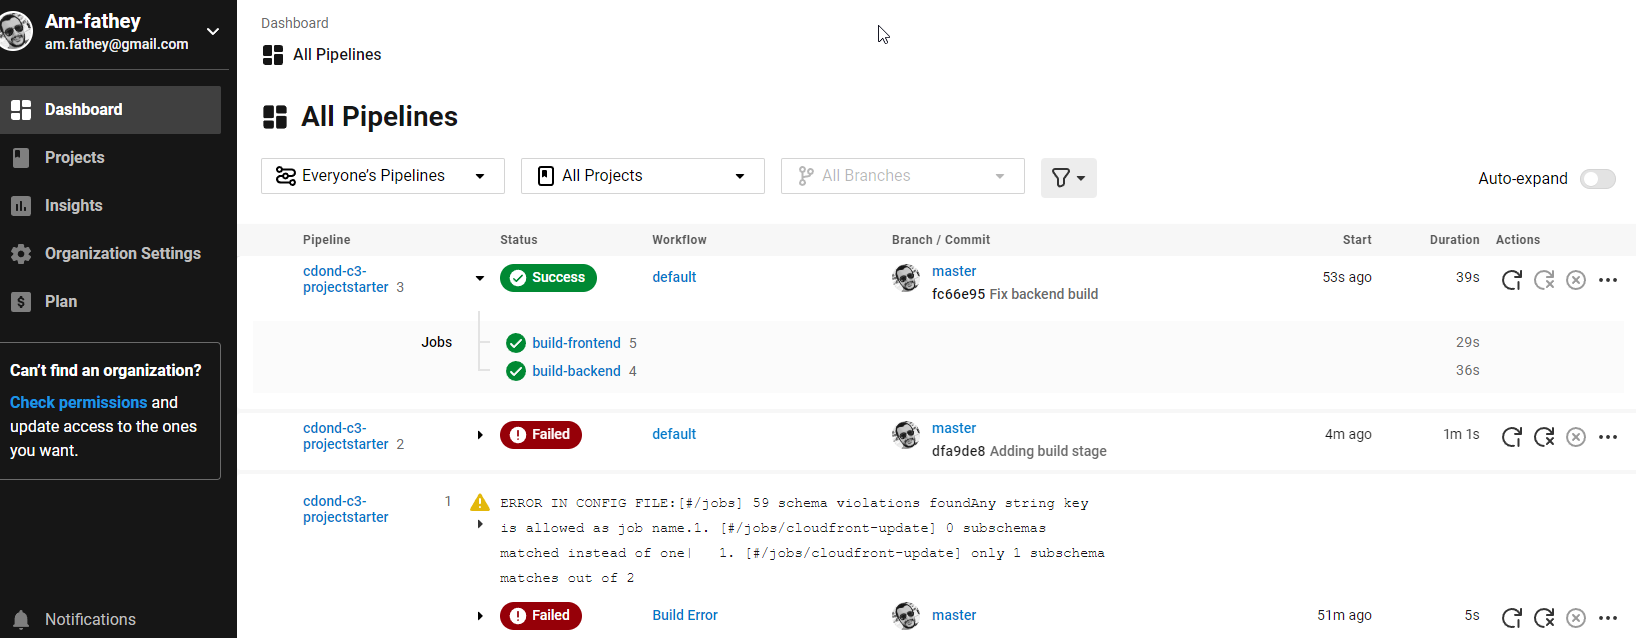 Am-fathey
am.fathey@gmail.com
Dashboard
Projects
Insights
Organization Settings
Plan
Can't find an organization?
Check permissions and
update access to the ones
you want.
Notifications
Dashboard
All Pipelines
All Pipelines
Everyone's Pipelines
All Projects
All Branches
Auto-expand
Pipeline Status Workflow Branch / Commit Start Duration Actions
cdond-c3-
projectstarter 3
Success
default
master
fc66e95 Fix backend build
53s ago
39s
Jobs
build-frontend 5
29s
build-backend 4
36s
cdond-c3-
projectstarter 2
Failed
default
master
dfa9de8 Adding build stage
4m ago
1m 1s
cdond-c3-
projectstarter
1
ERROR IN CONFIG FILE:[#/jobs] 59 schema violations foundAny string key
is allowed as job name.1. [#/jobs/cloudfront-update] 0 subschemas
matched instead of one|   1. [#/jobs/cloudfront-update] only 1 subschema
matches out of 2
Failed
Build Error
master
51m ago
5s